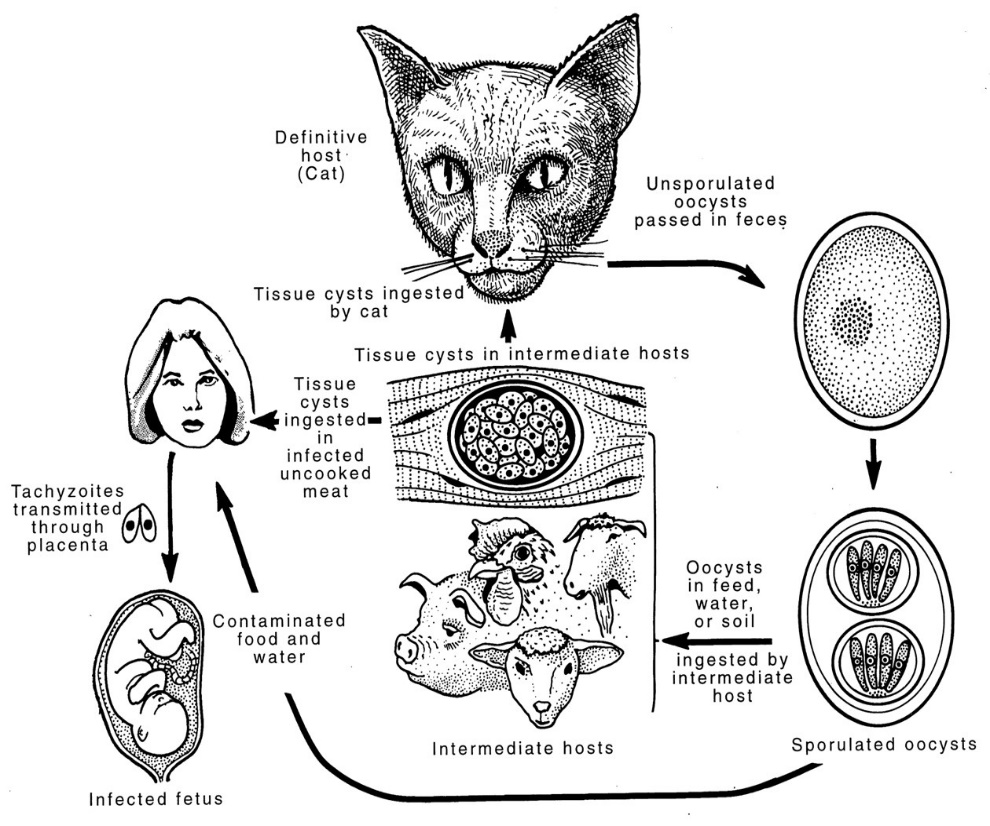 Definitive
host
(Cat)
Unsporulated
oocysts
passed in feces
Tissue cysts ingested
by cat
Tissue cysts in intermediate hosts
Tissue
cysts
ingested
in
infected
uncooked
meat
Tachyzoites
transmitted
through
placenta
Oocysts
in feed,
water,
or soil
ingested by
intermediate
host
Contaminated
food and
water
Intermediate hosts
Sporulated oocysts
Infected fetus